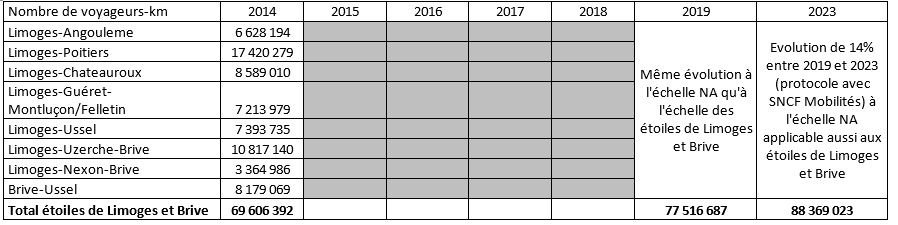 Nombre de voyageurs-km 2014 2015 2016 2017 2018 2019 2023
Limoges-Angouleme 6 628 194
Limoges-Poitiers 17 420 279
Limoges-Chateauroux 8 589 010
Limoges-Guéret-
Montluçon/Felletin 7 213 979
Limoges-Ussel 7 393 735
Limoges-Uzerche-Brive 10 817 140
Limoges-Nexon-Brive 3 364 986
Brive-Ussel 8 179 069
Même évolution à
l'échelle NA qu'à
l'échelle des
étoiles de Limoges
et Brive
Evolution de 14%
entre 2019 et 2023
(protocole avec
SNCF Mobilités) à
l'échelle NA
applicable aussi aux
étoiles de Limoges
et Brive
Total étoiles de Limoges et Brive 69 606 392 77 516 687 88 369 023